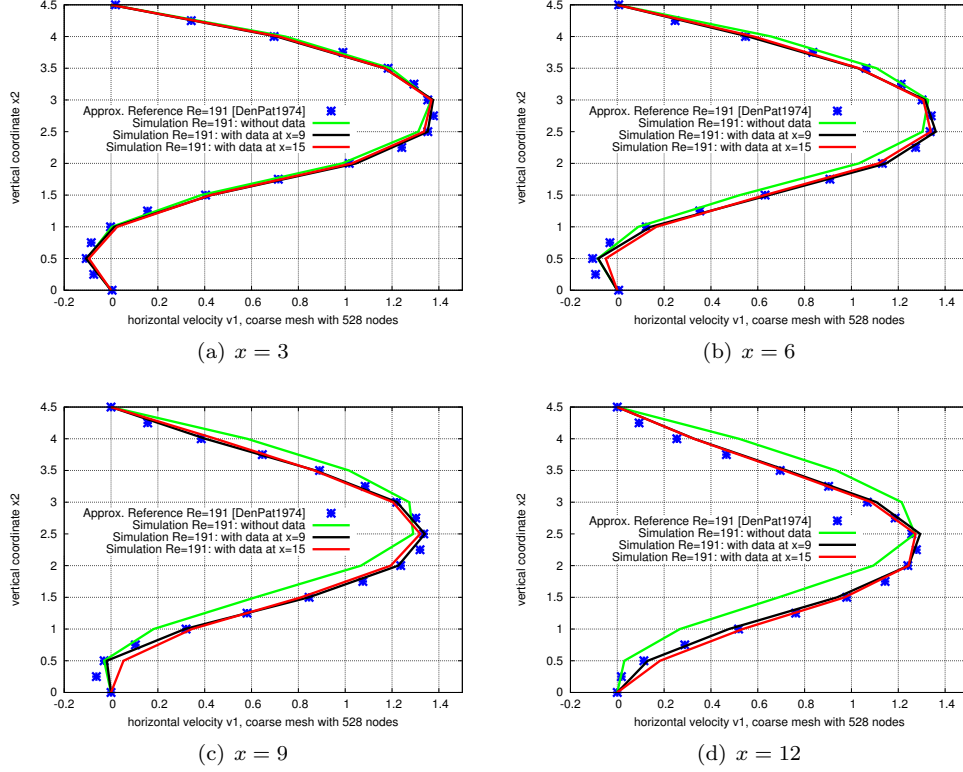 4.5
4
3.5
3
2.5
2
1.5
1
0.5
0
vertical coordinate x2
Approx. Reference Re=191 [DenPat1974]
Simulation Re=191: without data
Simulation Re=191: with data at x=9
Simulation Re=191: with data at x=15
-0.2 0 0.2 0.4 0.6 0.8 1 1.2 1.4
horizontal velocity v1, coarse mesh with 528 nodes
(a) x = 3
4.5
4
3.5
3
2.5
2
1.5
1
0.5
0
vertical coordinate x2
Approx. Reference Re=191 [DenPat1974]
Simulation Re=191: without data
Simulation Re=191: with data at x=9
Simulation Re=191: with data at x=15
-0.2 0 0.2 0.4 0.6 0.8 1 1.2 1.4
horizontal velocity v1, coarse mesh with 528 nodes
(b) x = 6
4.5
4
3.5
3
2.5
2
1.5
1
0.5
0
vertical coordinate x2
Approx. Reference Re=191 [DenPat1974]
Simulation Re=191: without data
Simulation Re=191: with data at x=9
Simulation Re=191: with data at x=15
-0.2 0 0.2 0.4 0.6 0.8 1 1.2 1.4
horizontal velocity v1, coarse mesh with 528 nodes
(c) x = 9
4.5
4
3.5
3
2.5
2
1.5
1
0.5
0
vertical coordinate x2
Approx. Reference Re=191 [DenPat1974]
Simulation Re=191: without data
Simulation Re=191: with data at x=9
Simulation Re=191: with data at x=15
-0.2 0 0.2 0.4 0.6 0.8 1 1.2 1.4
horizontal velocity v1, coarse mesh with 528 nodes
(d) x = 12